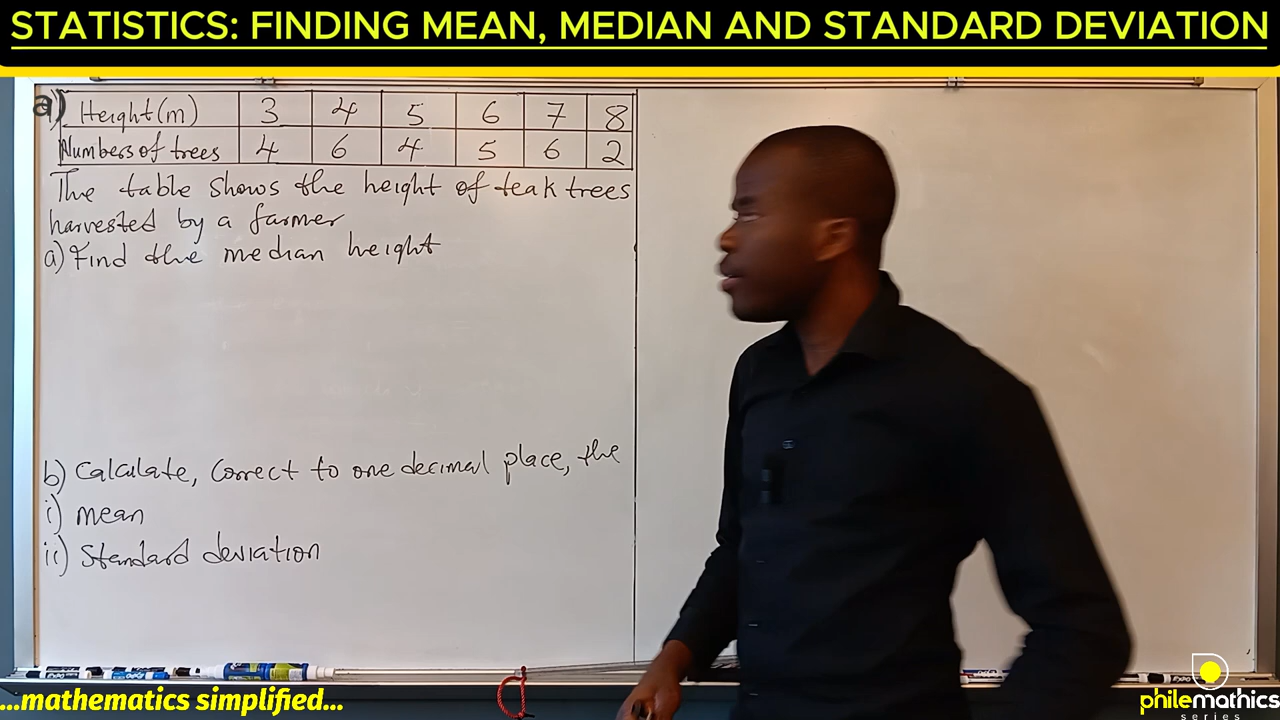 STATISTICS: FINDING MEAN, MEDIAN AND STANDARD DEVIATION
a) Height (m) 3 4 5 6 7 8
Numbers of trees 4 6 4 5 6 2
The table shows the height of teak trees
harvested by a farmer
a) Find the median height
b) Calculate, correct to one decimal place, the
i) mean
ii) Standard deviation
...mathematics simplified...
philemathics
series